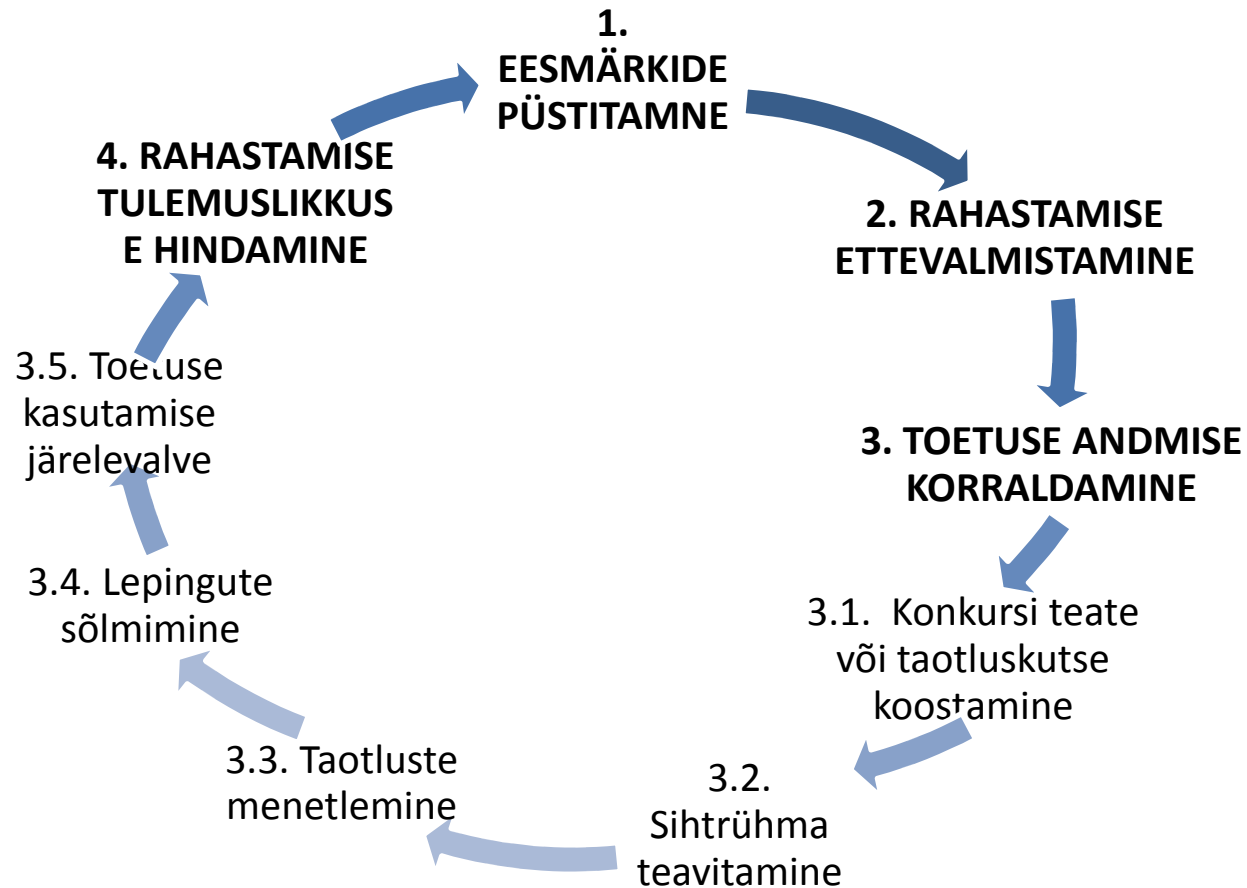 1.
EESMÄRKIDE
PÜSTITAMNE
2. RAHASTAMISE
ETTEVALMISTAMINE
3. TOETUSE ANDMISE
KORRALDAMINE
3.1.  Konkursi teate
või taotluskutse
koostamine
3.2.
Sihtrühma
teavitamine
3.3. Taotluste
menetlemine
3.4. Lepingute
sõlmimine
3.5. Toetuse
kasutamise
järelevalve
4. RAHASTAMISE
TULEMUSLIKKUS
E HINDAMINE